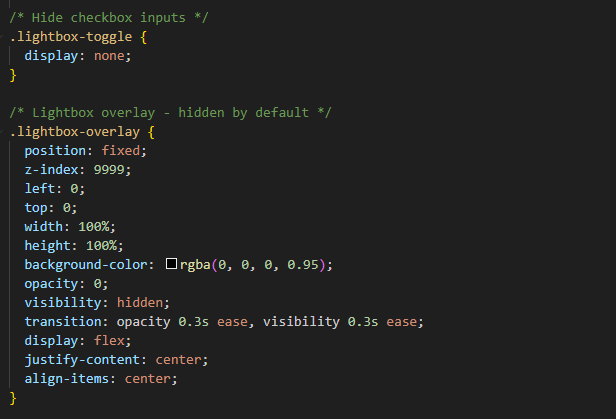 /* Hide checkbox inputs */
.lightbox-toggle {
  display: none;
}

/* Lightbox overlay - hidden by default */
.lightbox-overlay {
  position: fixed;
  z-index: 9999;
  left: 0;
  top: 0;
  width: 100%;
  height: 100%;
  background-color: rgba(0, 0, 0, 0.95);
  opacity: 0;
  visibility: hidden;
  transition: opacity 0.3s ease, visibility 0.3s ease;
  display: flex;
  justify-content: center;
  align-items: center;
}